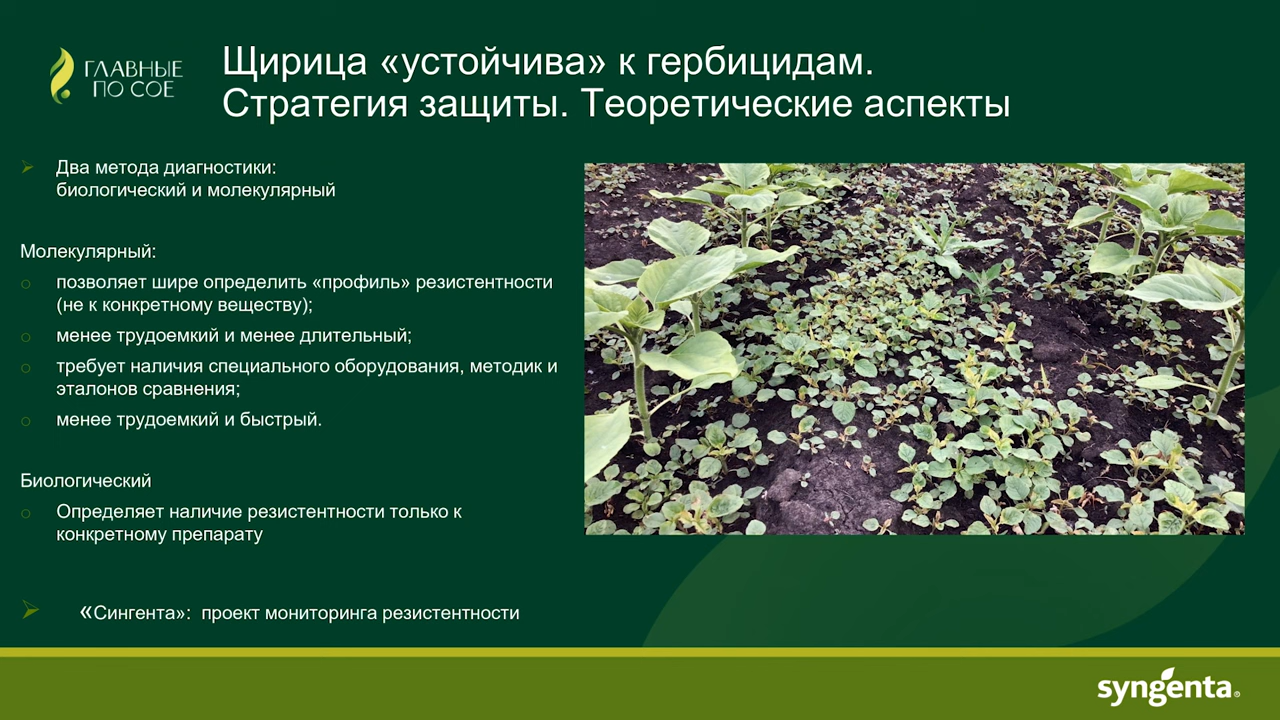 ГЛАВНЫЕ
ПО СОЕ
Щирица «устойчива» к гербицидам.
Стратегия защиты. Теоретические аспекты
Два метода диагностики:
биологический и молекулярный
Молекулярный:
позволяет шире определить «профиль» резистентности
(не к конкретному веществу);
менее трудоемкий и менее длительный;
требует наличия специального оборудования, методик и
эталонов сравнения;
менее трудоемкий и быстрый.
Биологический
Определяет наличие резистентности только к
конкретному препарату
«Сингента»: проект мониторинга резистентности
syngenta®